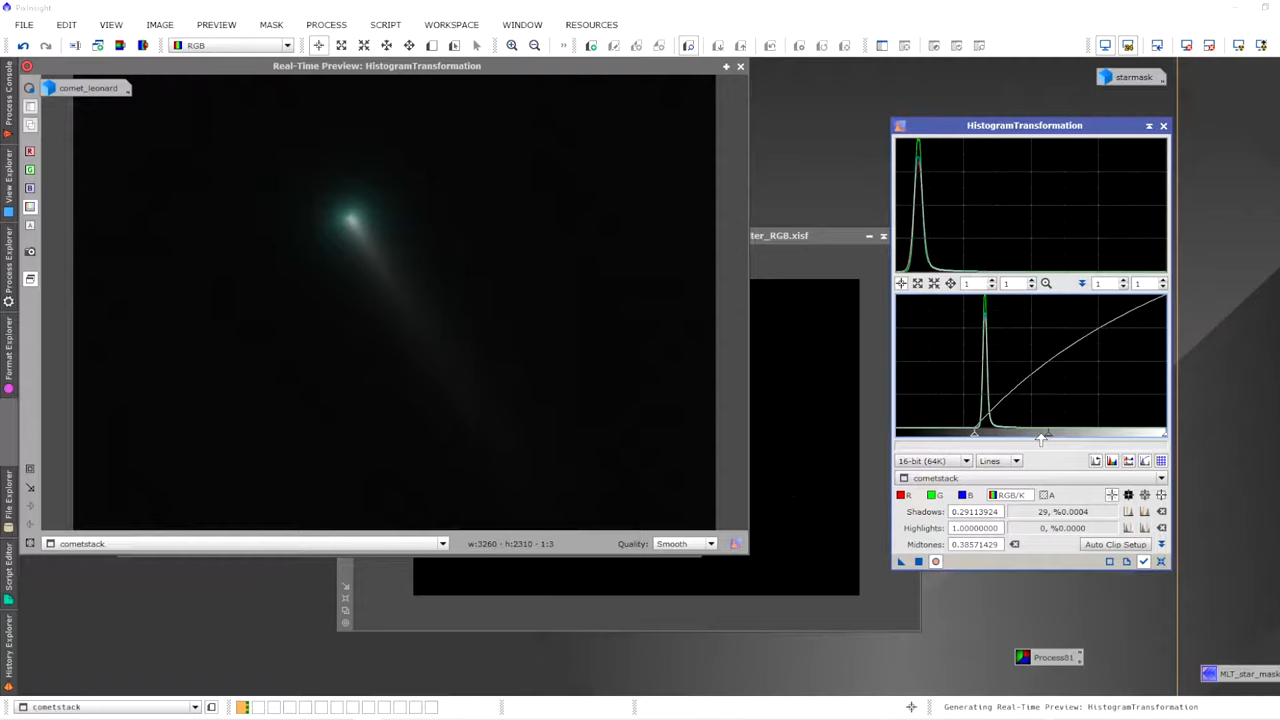 PixInsight
FILE EDIT VIEW IMAGE PREVIEW MASK PROCESS SCRIPT WORKSPACE WINDOW RESOURCES
RGB
Process Console
View Explorer
Process Explorer
Format Explorer
File Explorer
Script Editor
History Explorer
Real-Time Preview: HistogramTransformation
comet_leonard
R
G
B
A
cometstack
w:3260 - h:2310 - 1:3
Quality: Smooth
ter_RGB.xisf
starmask
HistogramTransformation
1 1 1 1
16-bit (64K) Lines
cometstack
R G B RGB/K A
Shadows: 0.29113924 29, %0.0004
Highlights: 1.00000000 0, %0.0000
Midtones: 0.38571429 Auto Clip Setup
Process81
MLT_star_mask
cometstack
Generating Real-Time Preview: HistogramTransformation